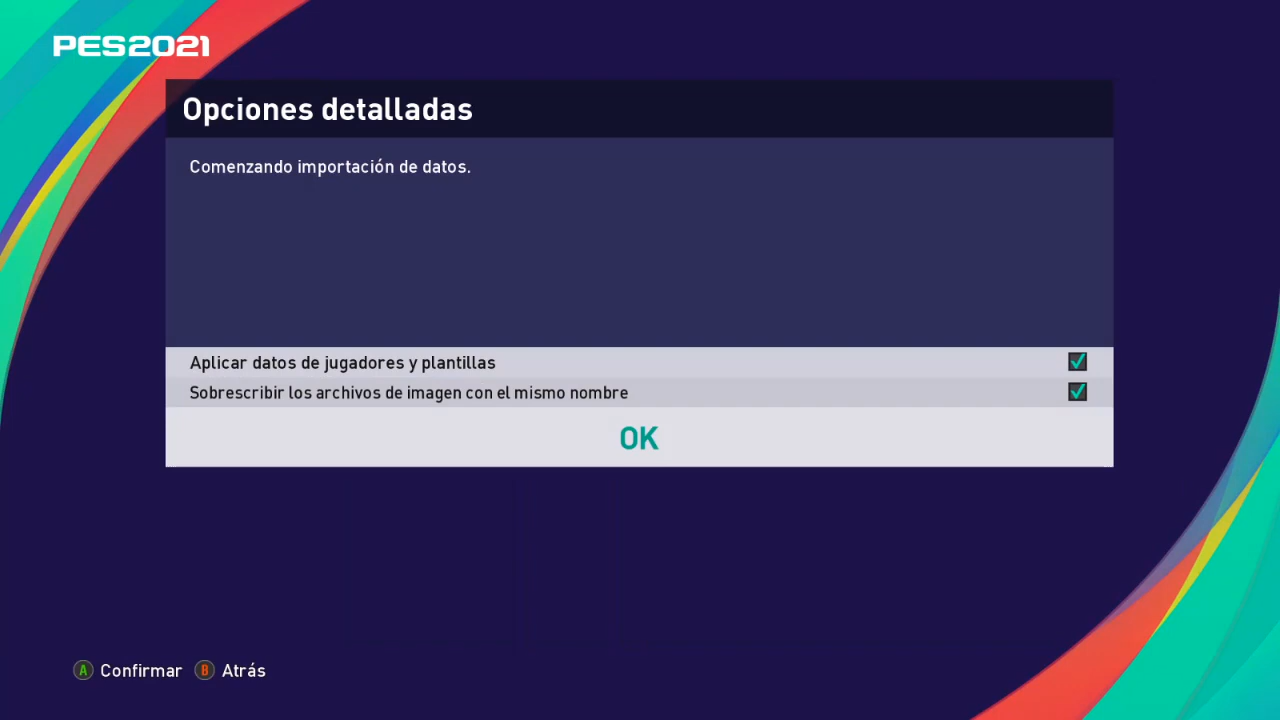 PES2021
Opciones detalladas
Comenzando importación de datos.
Aplicar datos de jugadores y plantillas
Sobrescribir los archivos de imagen con el mismo nombre
OK
A Confirmar B Atrás